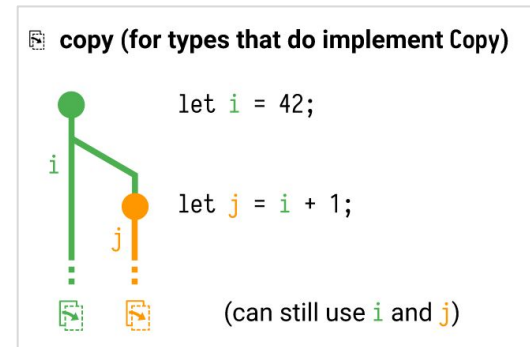 copy (for types that do implement Copy)
let i = 42;
i
let j = i + 1;
j
(can still use i and j)